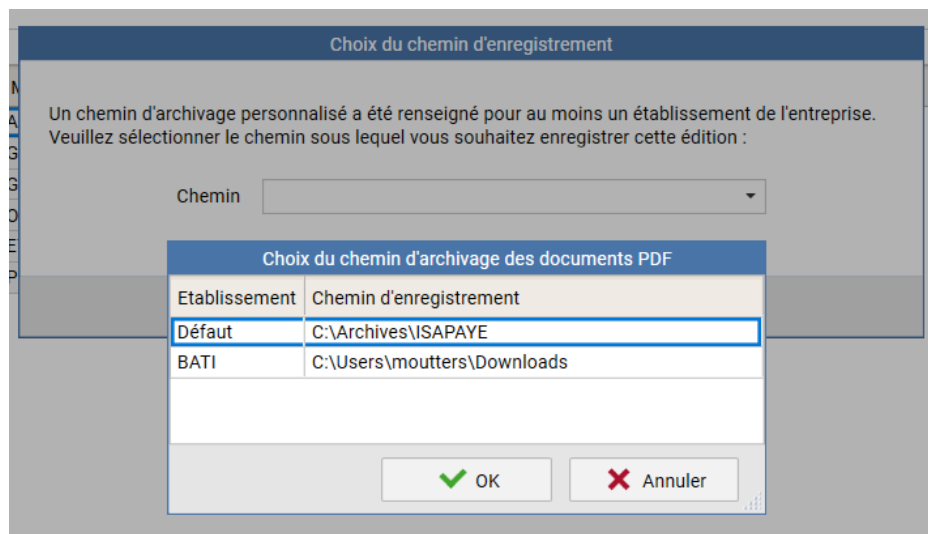 Choix du chemin d'enregistrement
Un chemin d'archivage personnalisé a été renseigné pour au moins un établissement de l'entreprise.
Veuillez sélectionner le chemin sous lequel vous souhaitez enregistrer cette édition :
Chemin
Choix du chemin d'archivage des documents PDF
Etablissement Chemin d'enregistrement
Défaut C:\Archives\ISAPAYE
BATI C:\Users\moutters\Downloads
OK Annuler